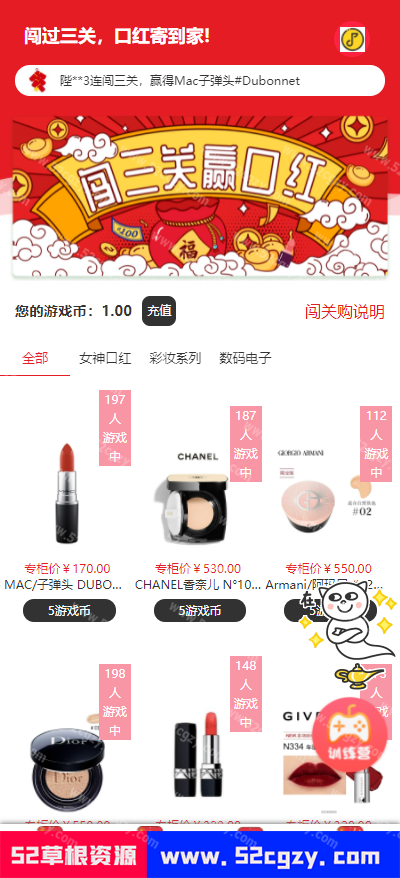 闯过三关，口红寄到家!
陛**3连闯三关，赢得Mac子弹头#Dubonnet
闯三关赢口红
$100
福
您的游戏币：1.00
充值
闯关购说明
全部
女神口红
彩妆系列
数码电子
197
人
游戏
中
187
人
游戏
中
112
人
游戏
中
CHANEL
GIORGIO ARMANI
#02
专柜价￥170.00
专柜价￥530.00
专柜价￥550.00
MAC/子弹头 DUBO...
CHANEL香奈儿 N°10...
5游戏币
5游戏币
在
198
人
游戏
中
148
人
游戏
中
Dior
Dior
N334
训练营
52草根资源
www.52cgzy.com